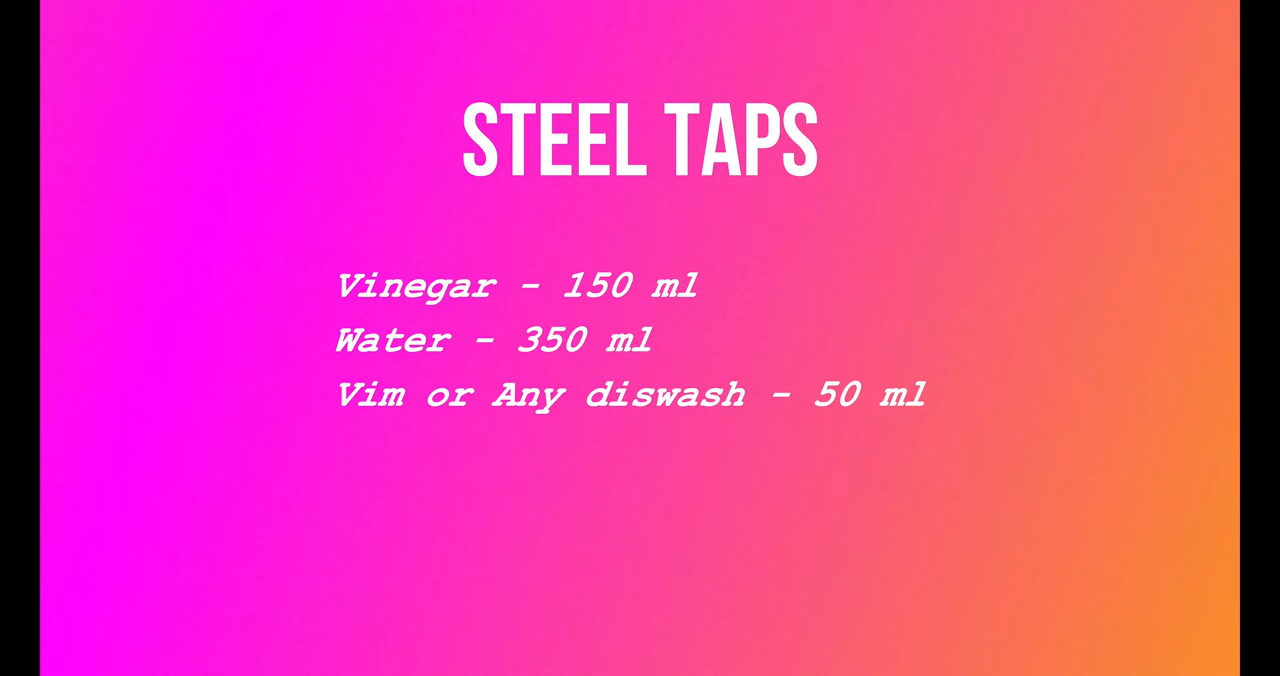 STEEL TAPS
Vinegar - 150 ml
Water - 350 ml
Vim or Any diswash - 50 ml